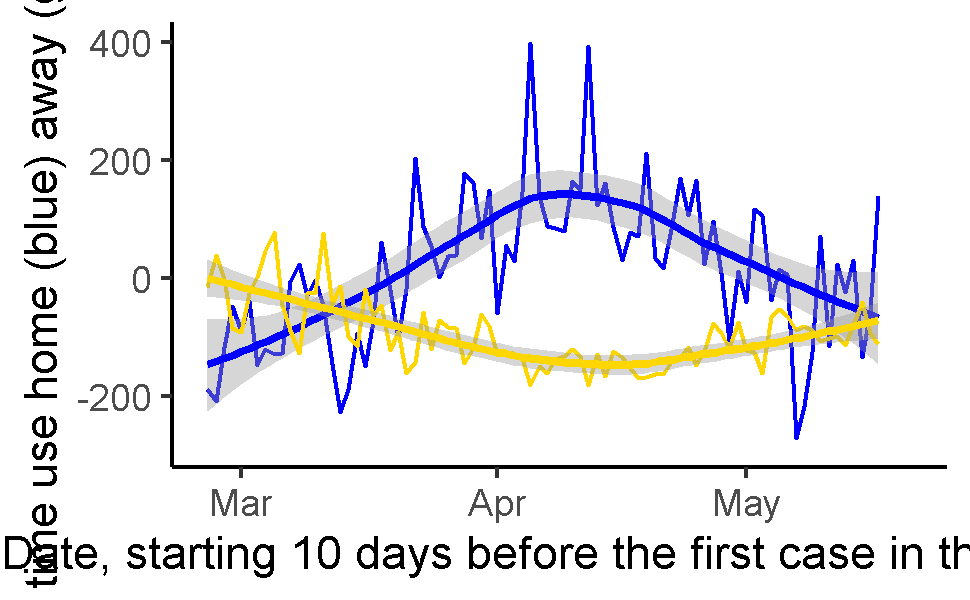 time use home (blue) away (
400
200
0
-200
Mar Apr May
Date, starting 10 days before the first case in th